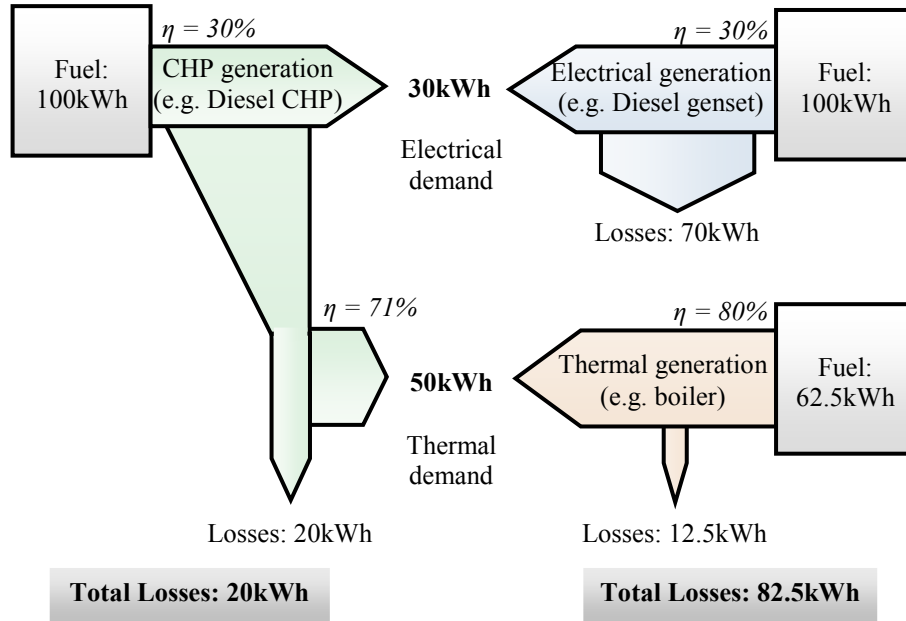 η = 30%
Fuel:
100kWh
CHP generation
(e.g. Diesel CHP)
30kWh
Electrical
demand
η = 30%
Electrical generation
(e.g. Diesel genset)
Fuel:
100kWh
Losses: 70kWh
η = 71%
50kWh
Thermal
demand
η = 80%
Thermal generation
(e.g. boiler)
Fuel:
62.5kWh
Losses: 20kWh
Losses: 12.5kWh
Total Losses: 20kWh
Total Losses: 82.5kWh